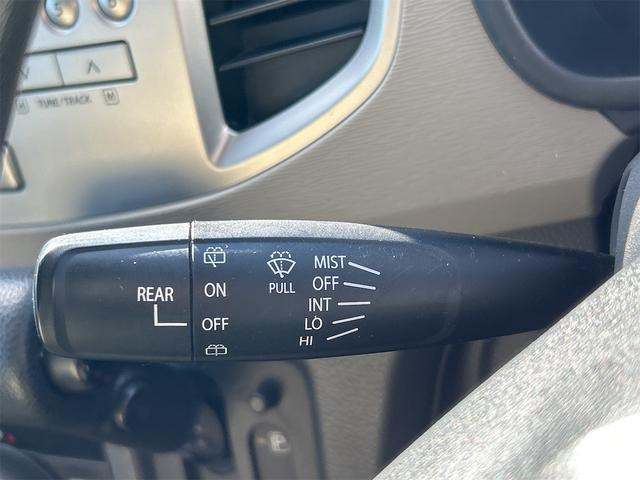 TUNE/TRACK
M
REAR
ON
OFF
PULL
MIST
OFF
INT
LO
HI